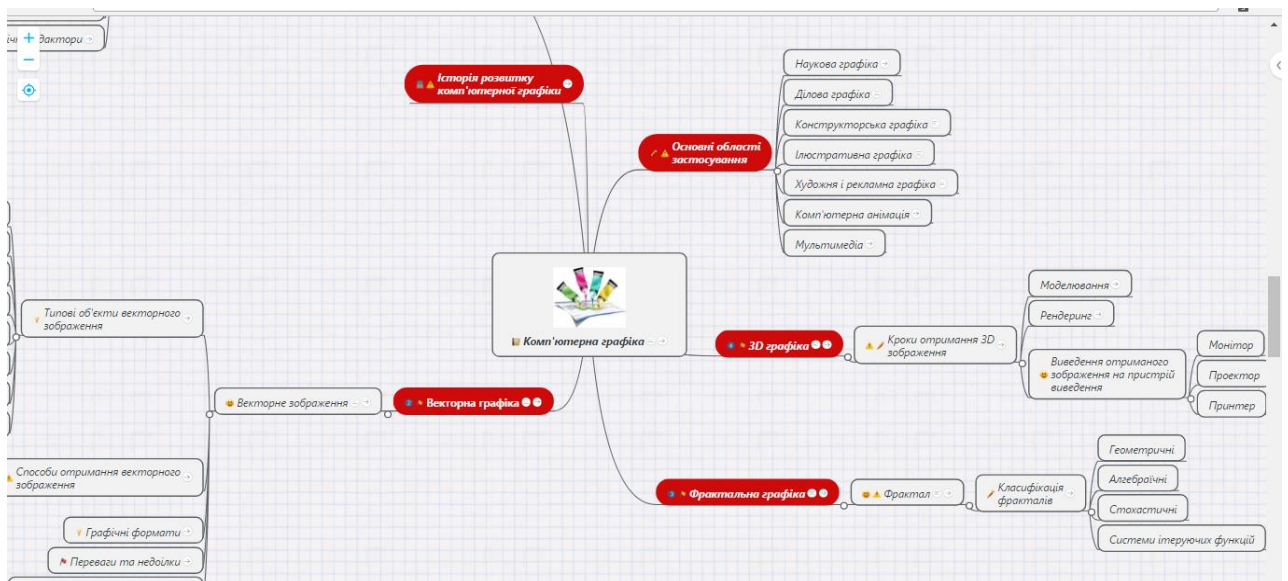 дактори
Історія розвитку
комп'ютерної графіки
Основні області
застосування
Наукова графіка
Ділова графіка
Конструкторська графіка
Ілюстративна графіка
Художня і рекламна графіка
Комп'ютерна анімація
Мультимедіа
Комп'ютерна графіка
3D графіка
Кроки отримання 3D
зображення
Моделювання
Рендеринг
Виведення отриманого
зображення на пристрій
виведення
Монітор
Проектор
Принтер
Типові об'єкти векторного
зображення
Векторне зображення
Векторна графіка
Способи отримання векторного
зображення
Графічні формати
Переваги та недоілки
Фрактальна графіка
Фрактал
Класифікація
фракталів
Геометричні
Алгебраїчні
Стохастичні
Системи ітеруючих функцій